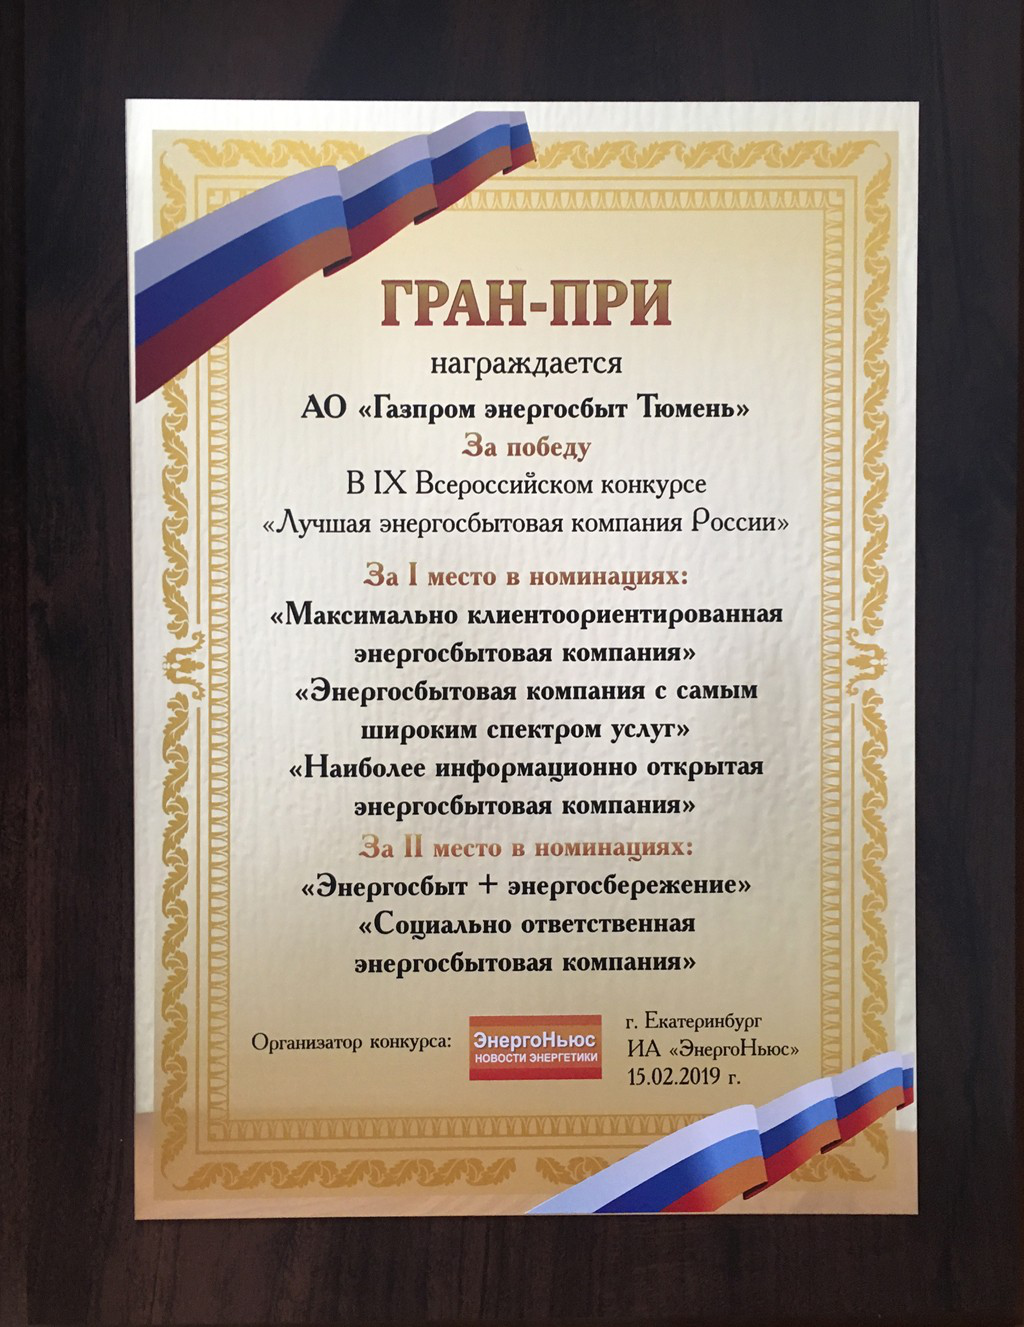 ГРАН-ПРИ
награждается
АО «Газпром энергосбыт Тюмень»
За победу
В IX Всероссийском конкурсе
«Лучшая энергосбытовая компания России»
За I место в номинациях:
«Максимально клиентоориентированная
энергосбытовая компания»
«Энергосбытовая компания с самым
широким спектром услуг»
«Наиболее информационно открытая
энергосбытовая компания»
За II место в номинациях:
«Энергосбыт + энергосбережение»
«Социально ответственная
энергосбытовая компания»
Организатор конкурса:
ЭнергоНьюс
НОВОСТИ ЭНЕРГЕТИКИ
г. Екатеринбург
ИА «ЭнергоНьюс»
15.02.2019 г.